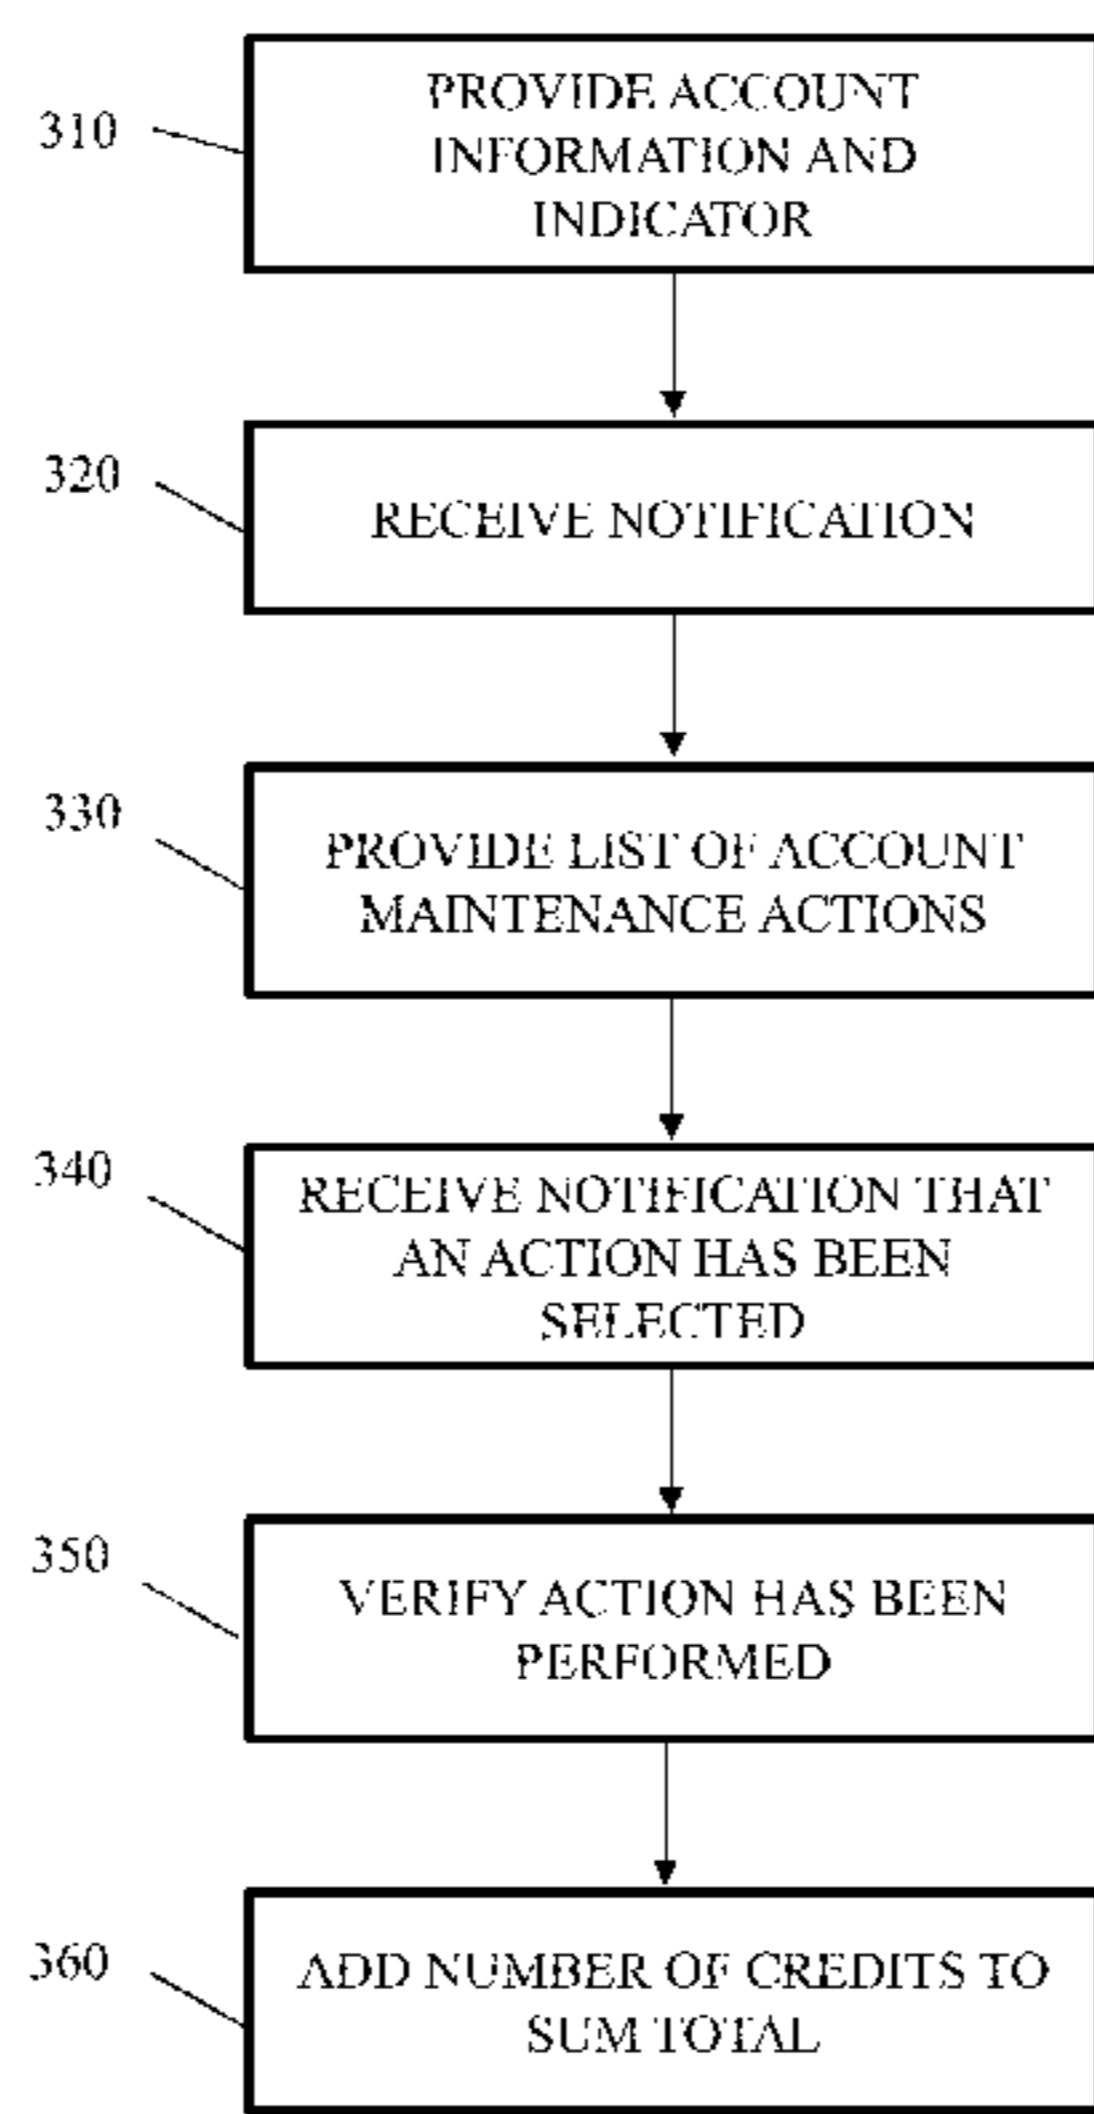 310
PROVIDE ACCOUNT
INFORMATION AND
INDICATOR
320
RECEIVE NOTIFICATION
330
PROVIDE LIST OF ACCOUNT
MAINTENANCE ACTIONS
340
RECEIVE NOTIFICATION THAT
AN ACTION HAS BEEN
SELECTED
350
VERIFY ACTION HAS BEEN
PERFORMED
360
ADD NUMBER OF CREDITS TO
SUM TOTAL